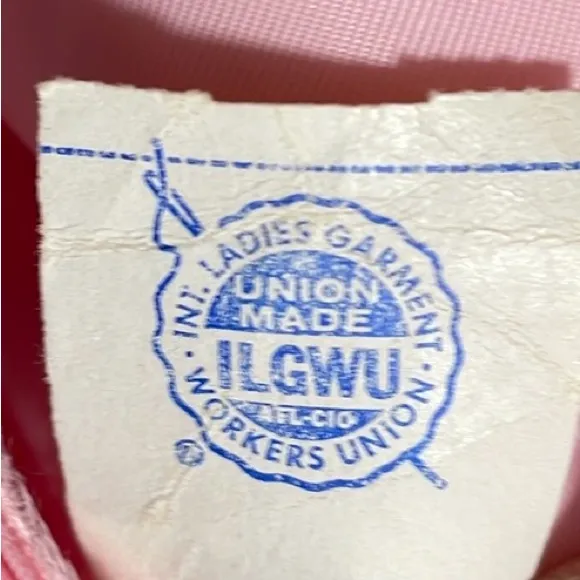 INT. LADIES GARMENT
UNION
MADE
ILGWU
AFL-CIO
· WORKERS UNION ·
®